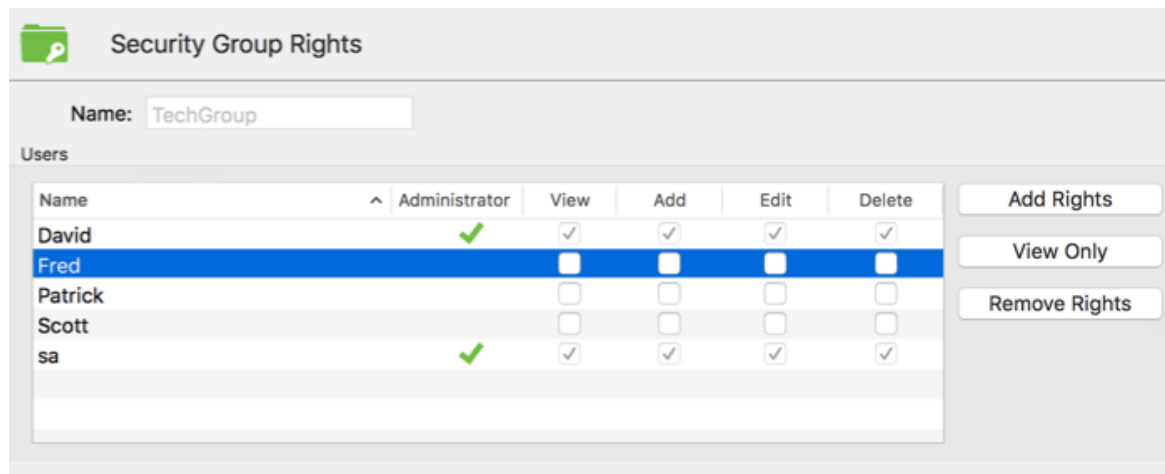 Security Group Rights
Name: TechGroup
Users
Name Administrator View Add Edit Delete
David
Fred
Patrick
Scott
sa
Add Rights
View Only
Remove Rights